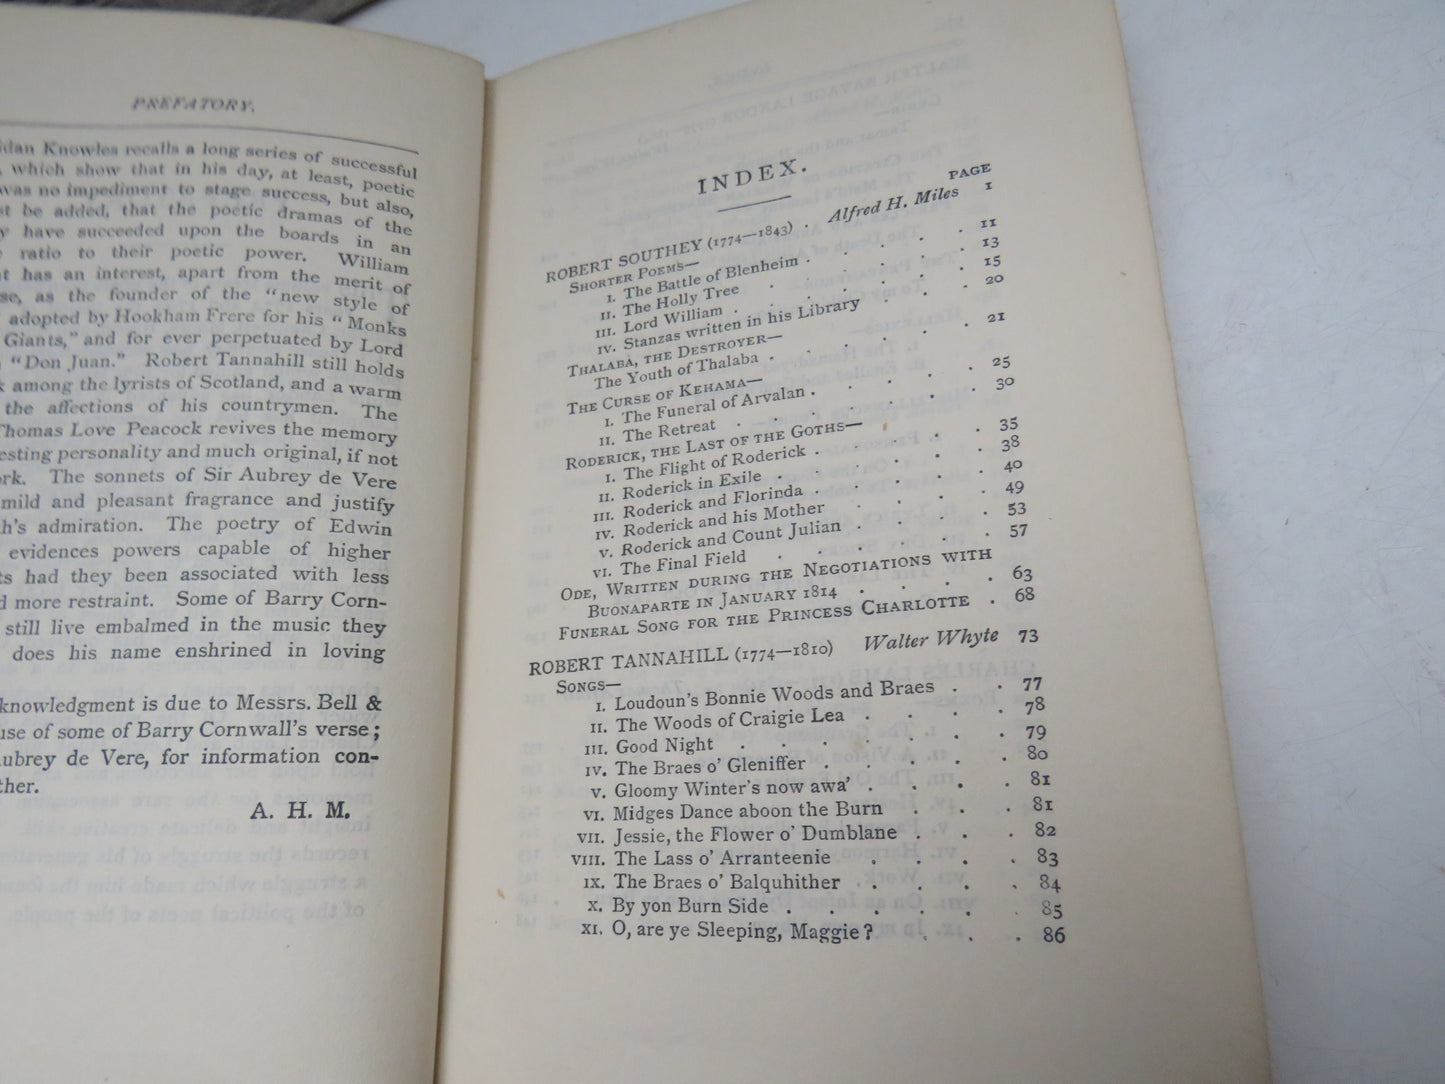 PREFATORY.
Knowles recalls a long series of successful
which show that in his day, at least, poetic
was no impediment to stage success, but also,
be added, that the poetic dramas of the
have succeeded upon the boards in an
ratio to their poetic power. William
has an interest, apart from the merit of
as the founder of the "new style of
adopted by Hookham Frere for his "Monks
Giants," and for ever perpetuated by Lord
"Don Juan." Robert Tannahill still holds
among the lyrists of Scotland, and a warm
the affections of his countrymen. The
Thomas Love Peacock revives the memory
esting personality and much original, if not
rk. The sonnets of Sir Aubrey de Vere
mild and pleasant fragrance and justify
h's admiration. The poetry of Edwin
evidences powers capable of higher
ts had they been associated with less
d more restraint. Some of Barry Corn-
still live embalmed in the music they
does his name enshrined in loving
knowledgment is due to Messrs. Bell &
use of some of Barry Cornwall's verse;
ubrey de Vere, for information con-
ther.
A. H. M.
INDEX.
PAGE
ROBERT SOUTHEY (1774—1843) . Alfred H. Miles 1
SHORTER POEMS—
I. The Battle of Blenheim . . . . . 11
II. The Holly Tree . . . . . . 13
III. Lord William . . . . . . 15
IV. Stanzas written in his Library . . . 20
THALABA, THE DESTROYER—
The Youth of Thalaba . . . . . . 21
THE CURSE OF KEHAMA—
I. The Funeral of Arvalan . . . . . 25
II. The Retreat . . . . . . . 30
RODERICK, THE LAST OF THE GOTHS—
I. The Flight of Roderick . . . . . 35
II. Roderick in Exile . . . . . . 38
III. Roderick and Florinda . . . . . 40
IV. Roderick and his Mother . . . . 49
V. Roderick and Count Julian . . . . 53
VI. The Final Field . . . . . . 57
ODE, WRITTEN DURING THE NEGOTIATIONS WITH
BUONAPARTE IN JANUARY 1814 . . . . 63
FUNERAL SONG FOR THE PRINCESS CHARLOTTE . 68
ROBERT TANNAHILL (1774—1810) Walter Whyte 73
SONGS—
I. Loudoun's Bonnie Woods and Braes . . 77
II. The Woods of Craigie Lea . . . . 78
III. Good Night . . . . . . . 79
IV. The Braes o' Gleniffer . . . . . 80
V. Gloomy Winter's now awa' . . . . 81
VI. Midges Dance aboon the Burn . . . 81
VII. Jessie, the Flower o' Dumblane . . . 82
VIII. The Lass o' Arranteenie . . . . 83
IX. The Braes o' Balquhither . . . . 84
X. By yon Burn Side . . . . . . 85
XI. O, are ye Sleeping, Maggie? . . . 86